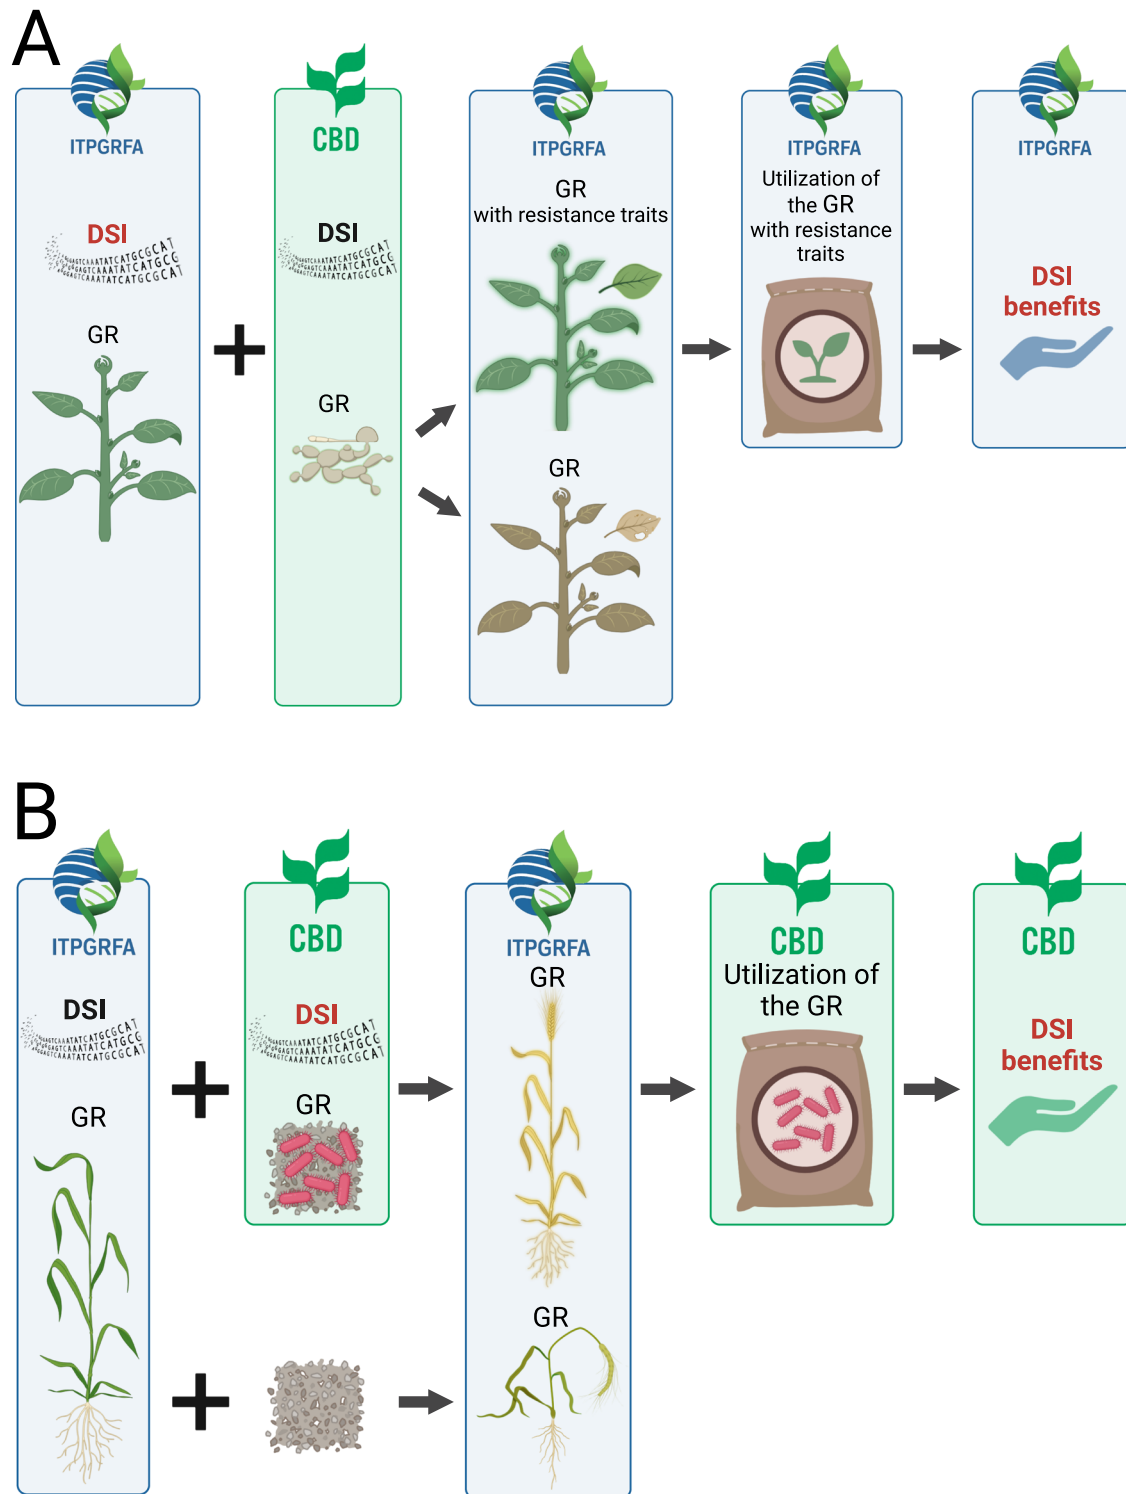 A
ITPGRFA
DSI
GR
CBD
DSI
GR
ITPGRFA
GR
with resistance traits
GR
ITPGRFA
Utilization of
the GR
with resistance
traits
ITPGRFA
DSI
benefits
B
ITPGRFA
DSI
GR
CBD
DSI
GR
ITPGRFA
GR
GR
CBD
Utilization of
the GR
CBD
DSI
benefits